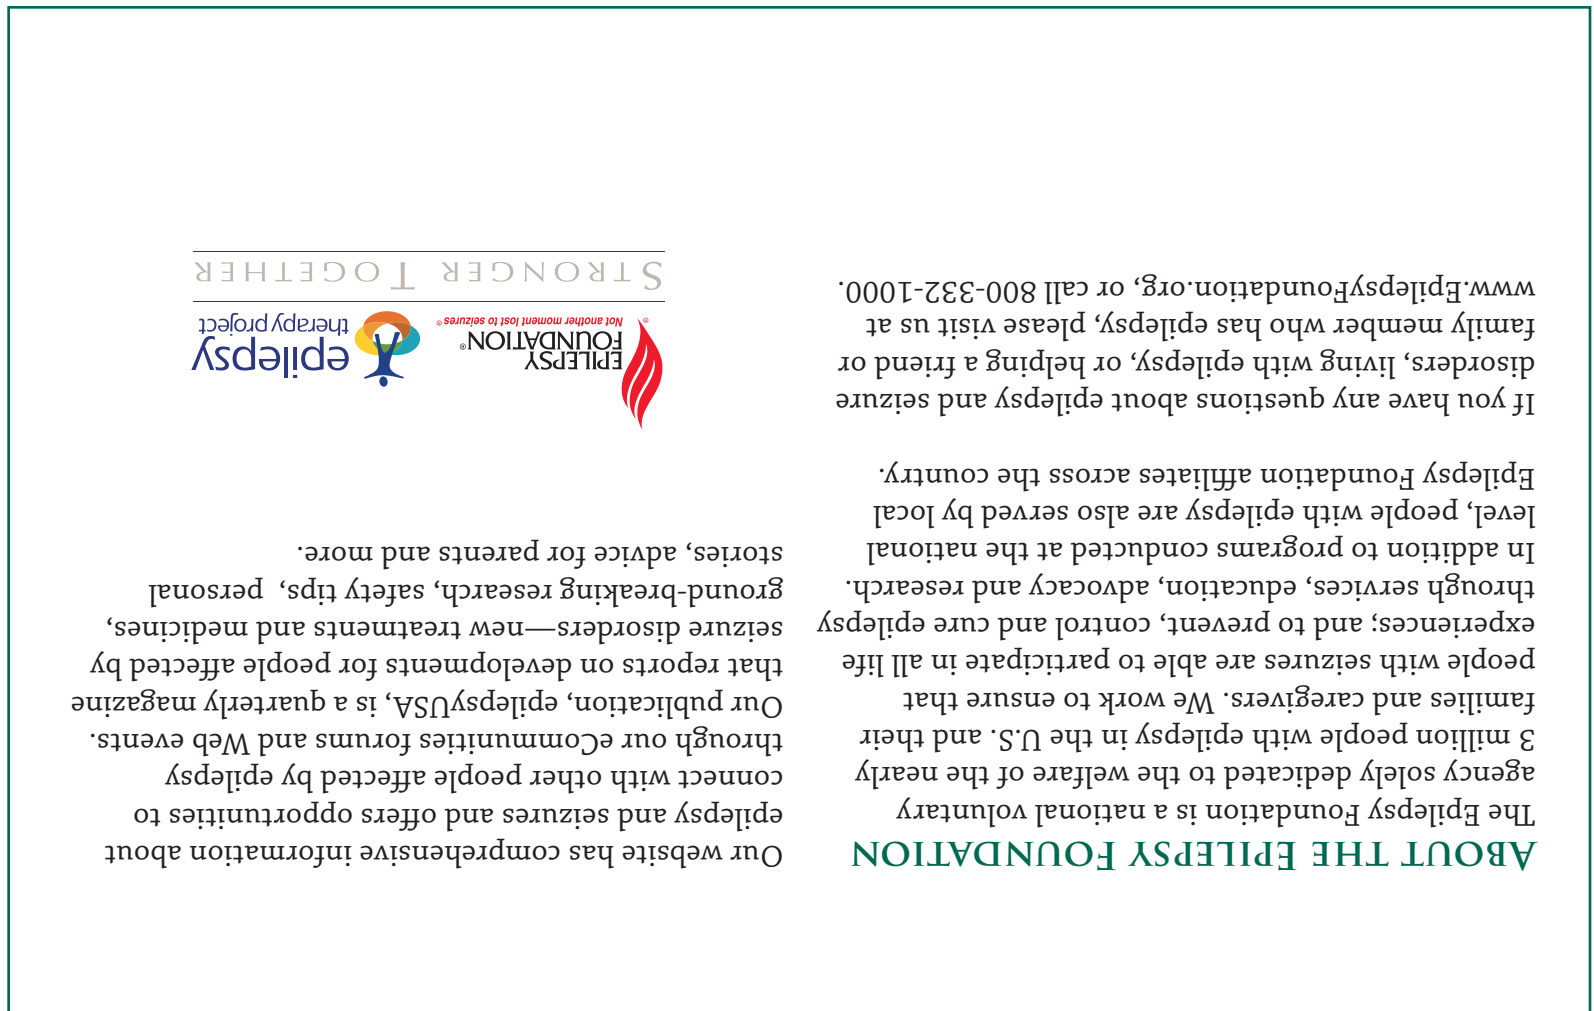 ABOUT THE EPILEPSY FOUNDATION
The Epilepsy Foundation is a national voluntary
agency solely dedicated to the welfare of the nearly
3 million people with epilepsy in the U.S. and their
families and caregivers. We work to ensure that
people with seizures are able to participate in all life
experiences; and to prevent, control and cure epilepsy
through services, education, advocacy and research.
In addition to programs conducted at the national
level, people with epilepsy are also served by local
Epilepsy Foundation affiliates across the country.
If you have any questions about epilepsy and seizure
disorders, living with epilepsy, or helping a friend or
family member who has epilepsy, please visit us at
www.EpilepsyFoundation.org, or call 800-332-1000.
Our website has comprehensive information about
epilepsy and seizures and offers opportunities to
connect with other people affected by epilepsy
through our eCommunities forums and Web events.
Our publication, epilepsyUSA, is a quarterly magazine
that reports on developments for people affected by
seizure disorders—new treatments and medicines,
ground-breaking research, safety tips, personal
stories, advice for parents and more.
EPILEPSY
FOUNDATION®
Not another moment lost to seizures®
®
epilepsy
therapy project
STRONGER TOGETHER